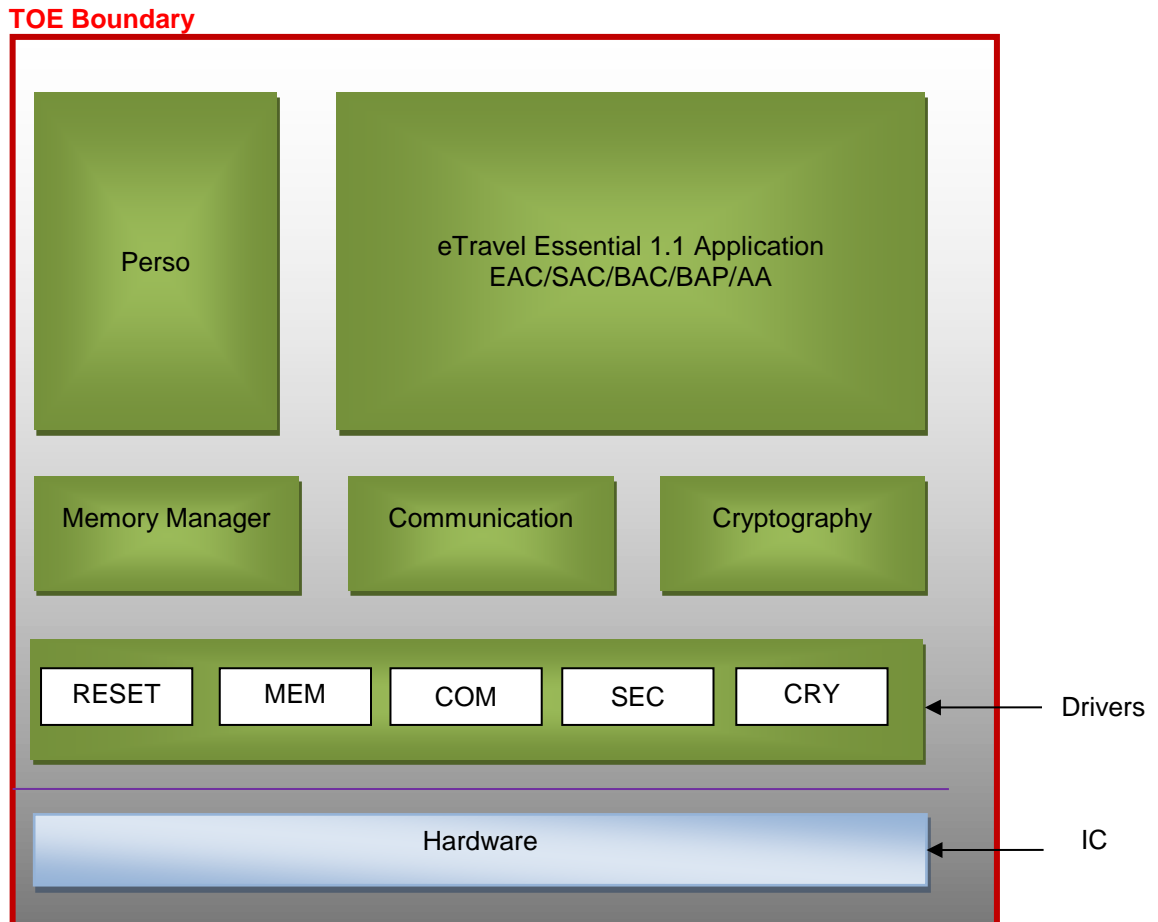 TOE Boundary
Perso
eTravel Essential 1.1 Application
EAC/SAC/BAC/BAP/AA
Memory Manager
Communication
Cryptography
RESET
MEM
COM
SEC
CRY
Drivers
Hardware
IC